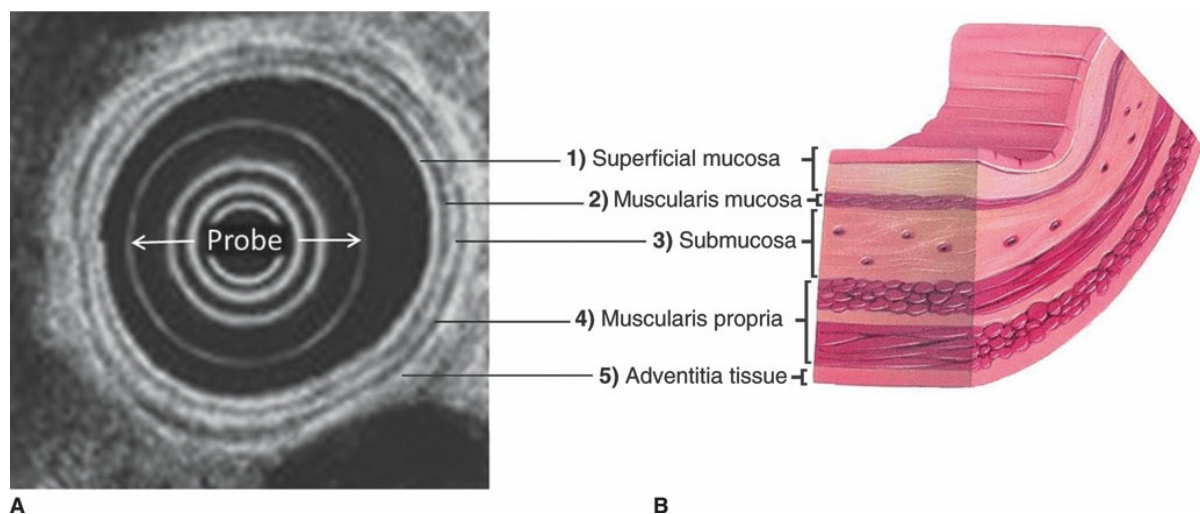 Probe
1) Superficial mucosa
2) Muscularis mucosa
3) Submucosa
4) Muscularis propria
5) Adventitia tissue
A
B